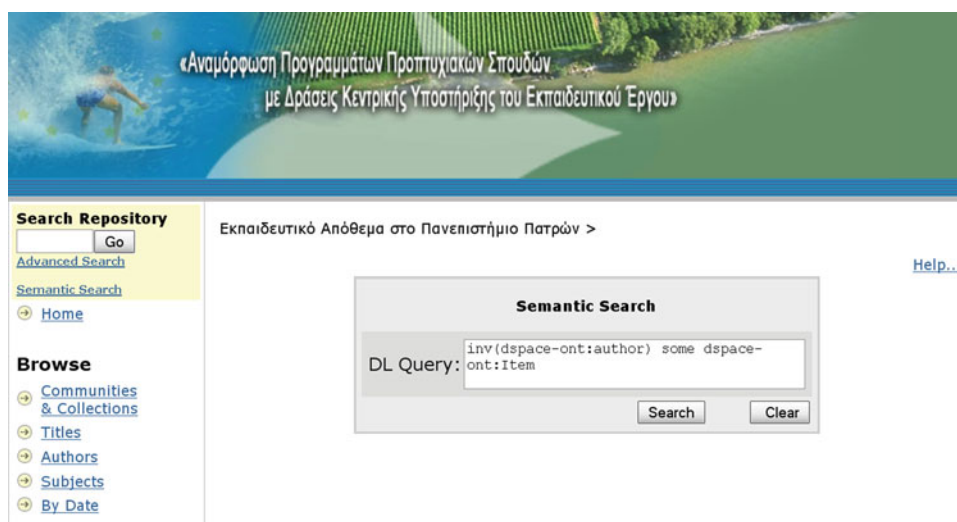 «Αναμόρφωση Προγραμμάτων Προπτυχιακών Σπουδών
με Δράσεις Κεντρικής Υποστήριξης του Εκπαιδευτικού Έργου»
Search Repository
Go
Advanced Search
Semantic Search
Home
Browse
Communities
& Collections
Titles
Authors
Subjects
By Date
Εκπαιδευτικό Απόθεμα στο Πανεπιστήμιο Πατρών >
Help...
Semantic Search
DL Query:
inv(dspace-ont:author) some dspace-
ont:Item
Search Clear